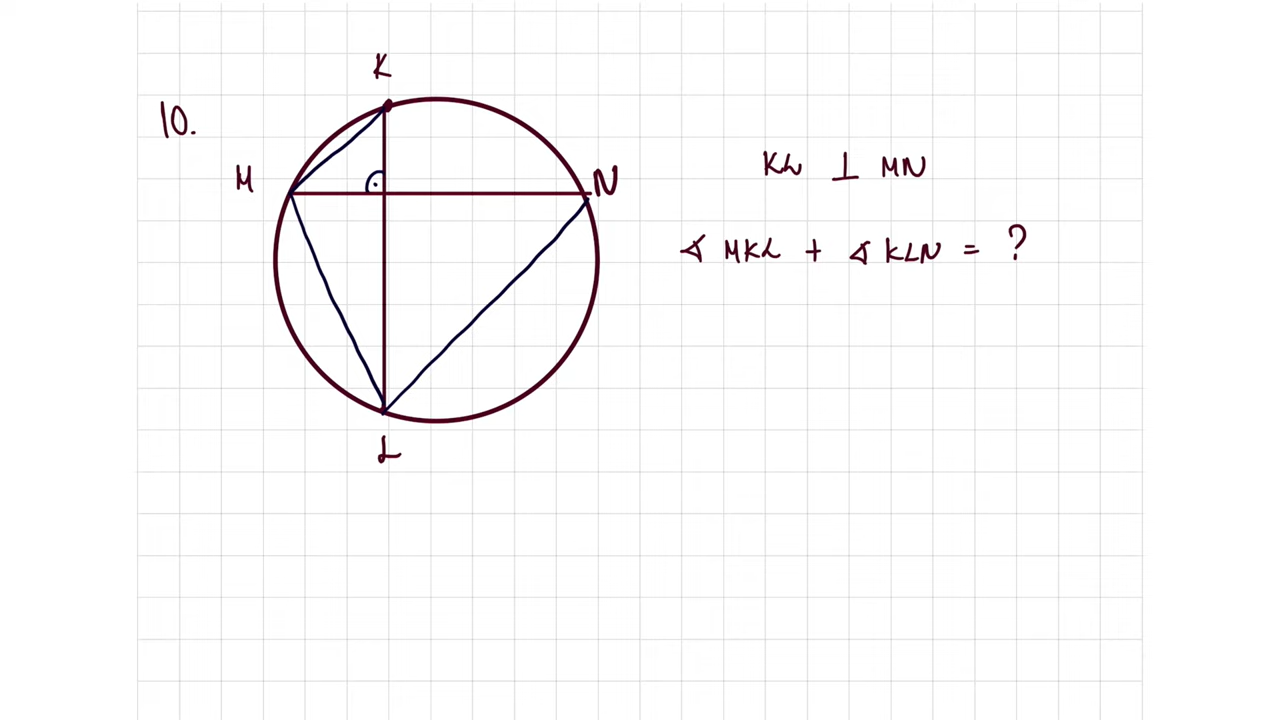 K
10.
M
N
KL ⊥ MN
∢ MKL + ∢ KLN = ?
L